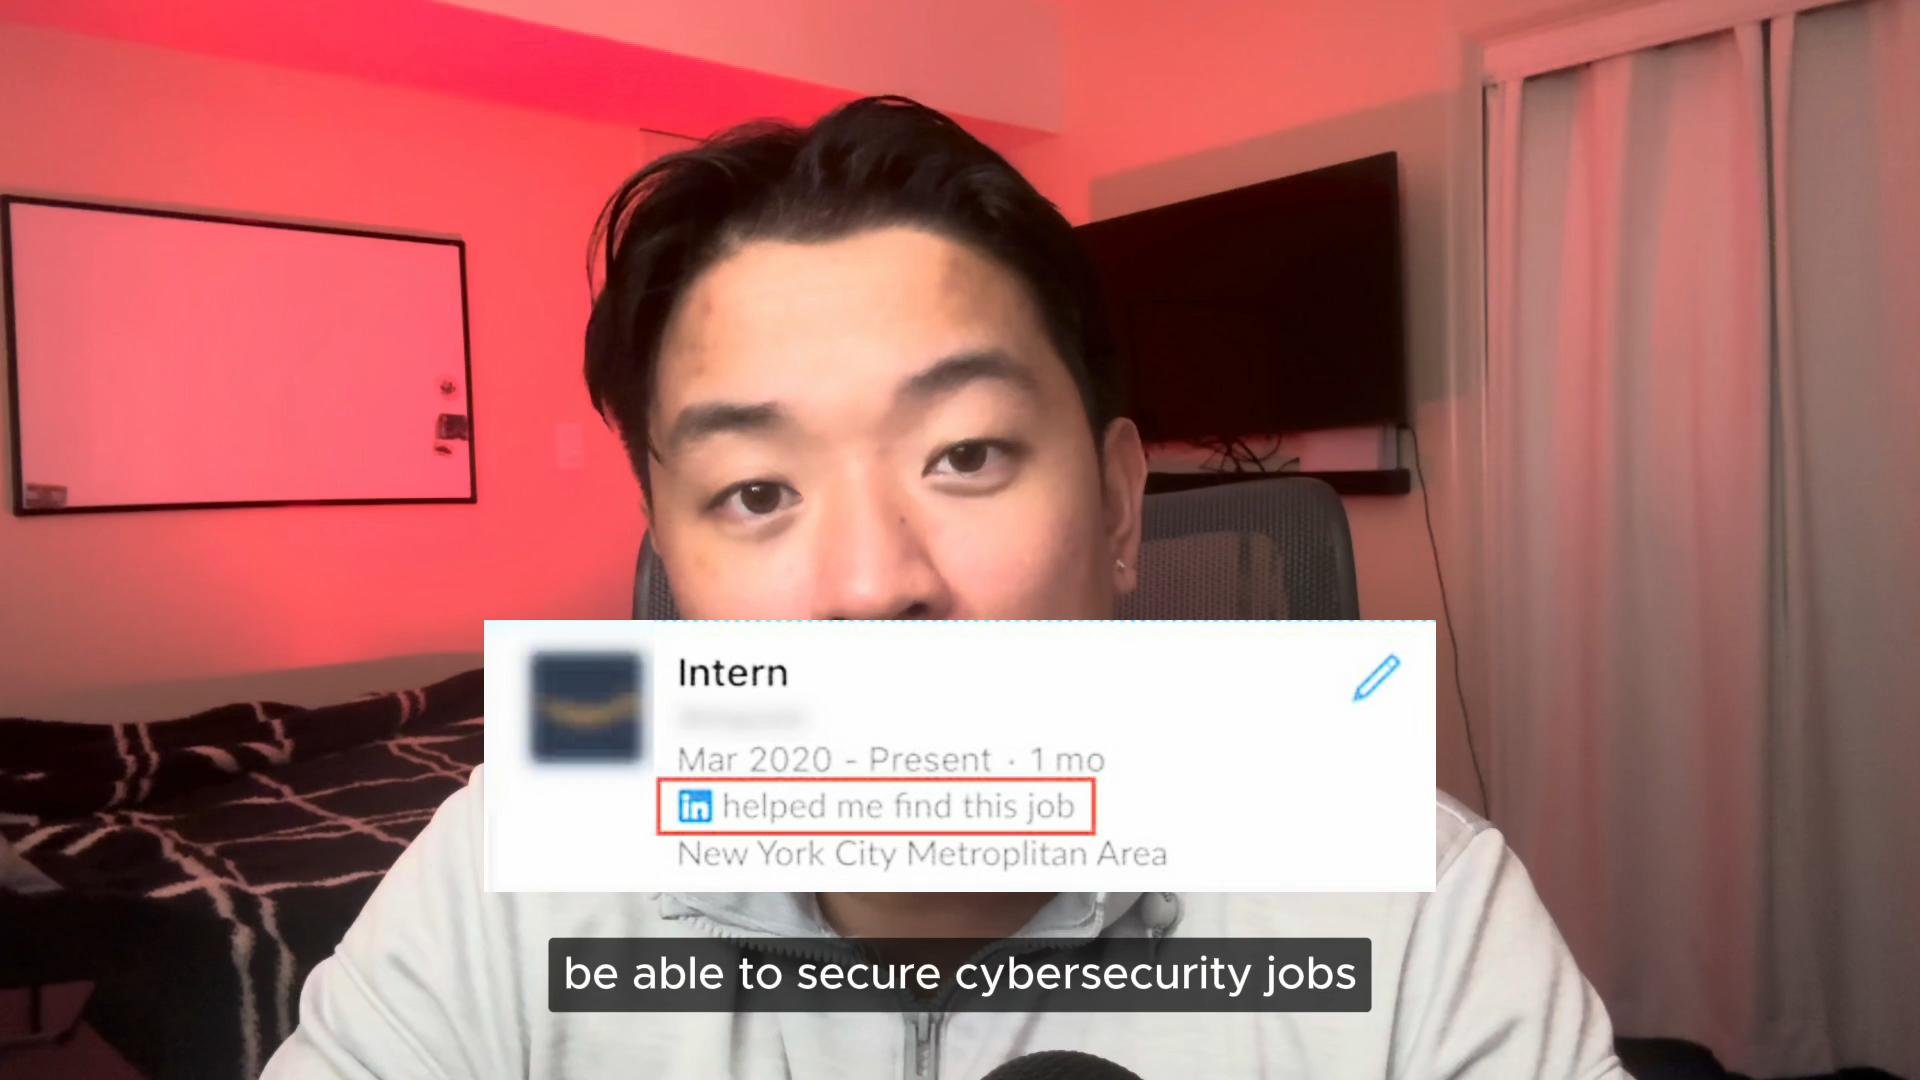 Intern
Mar 2020 - Present · 1 mo
in helped me find this job
New York City Metroplitan Area
be able to secure cybersecurity jobs